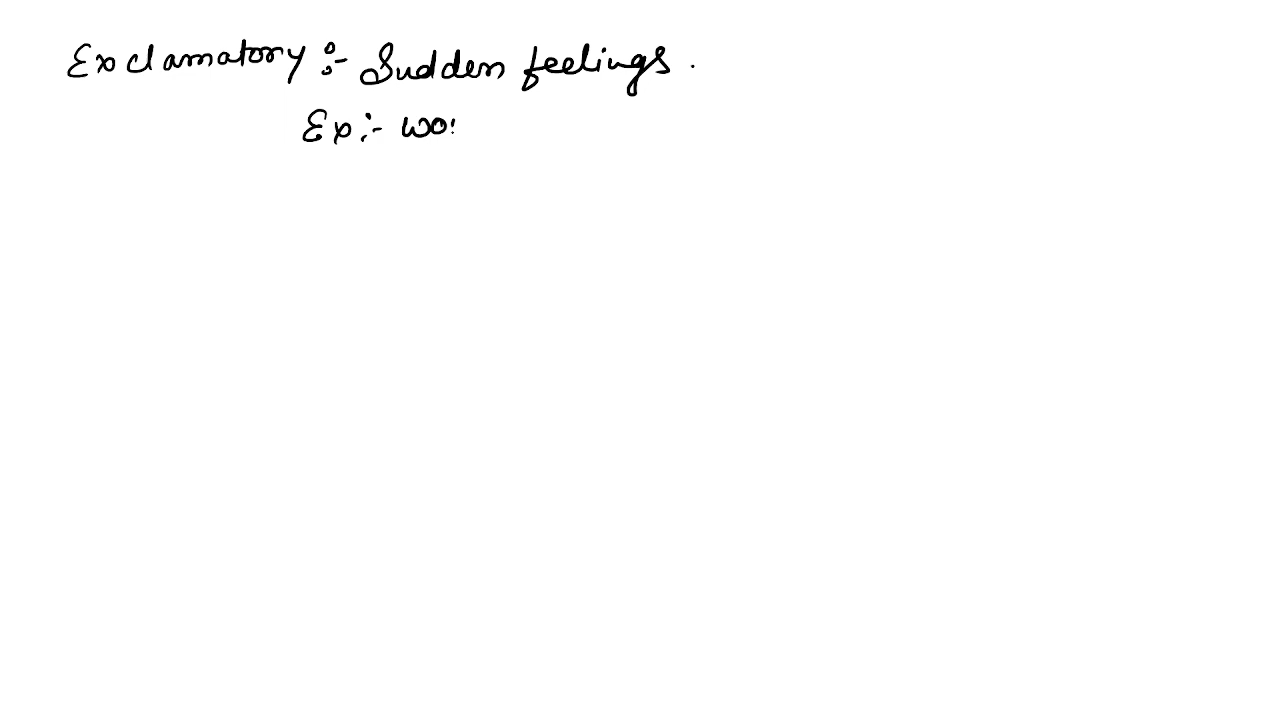 Exclamatory :- Sudden feelings.
Ex :- wo